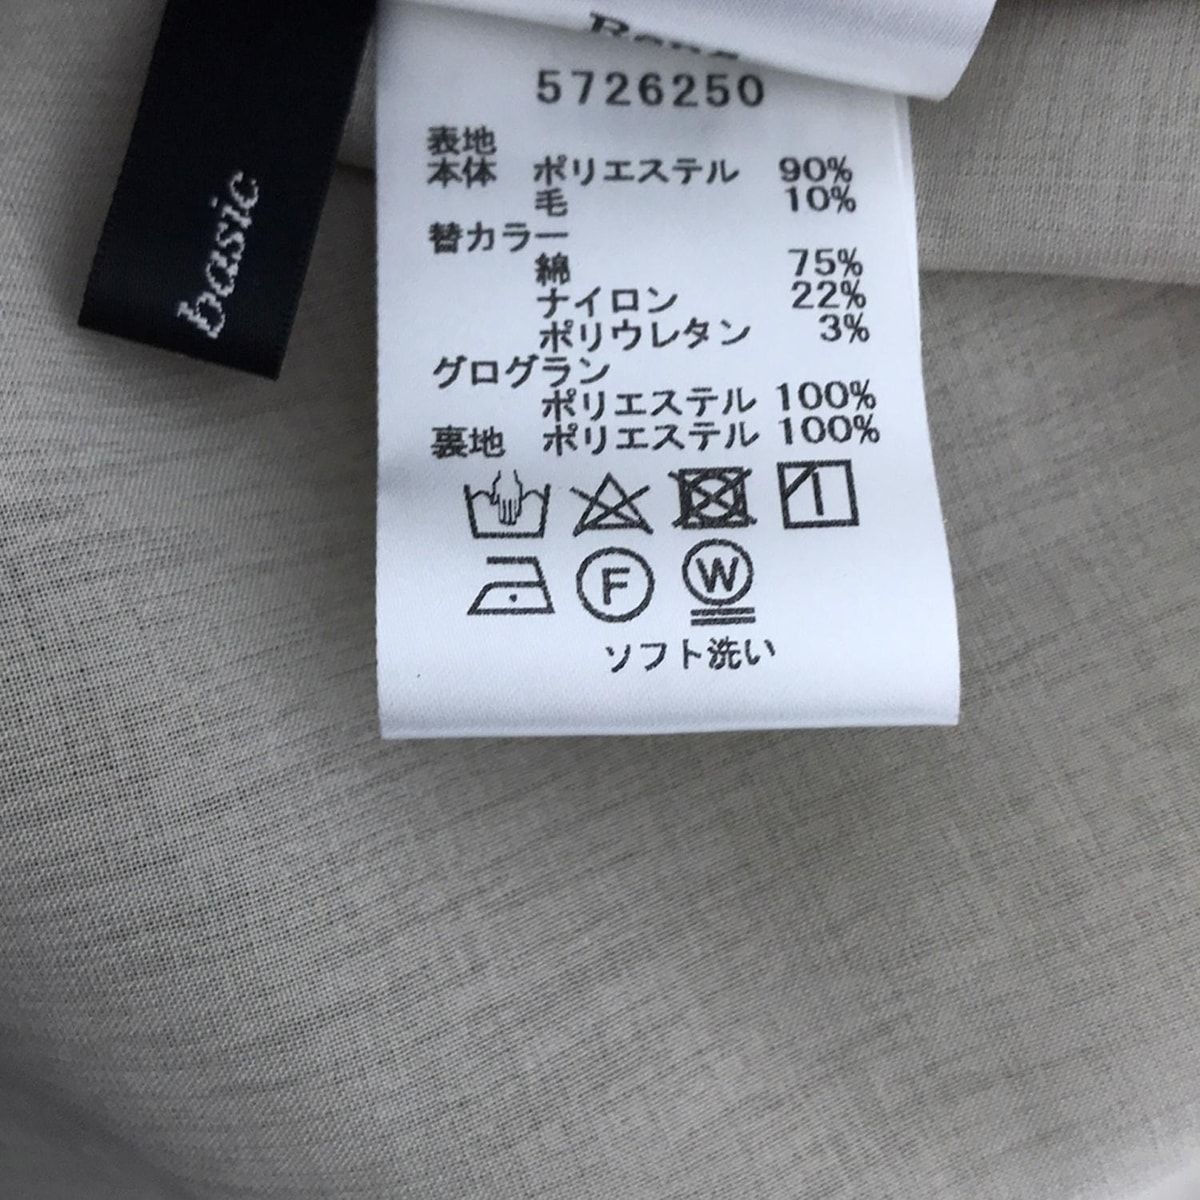 basic
5726250
表地
本体 ポリエステル 90%
毛 10%
替カラー
綿 75%
ナイロン 22%
ポリウレタン 3%
グログラン
ポリエステル 100%
裏地 ポリエステル 100%
F W
ソフト洗い